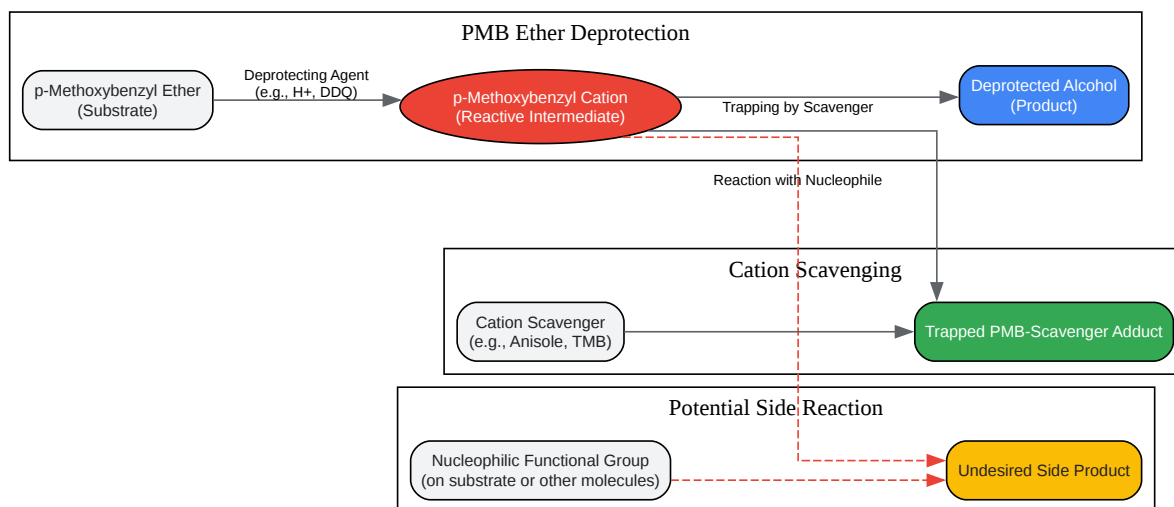 PMB Ether Deprotection
p-Methoxybenzyl Ether
(Substrate)
Deprotecting Agent
(e.g., H+, DDQ)
p-Methoxybenzyl Cation
(Reactive Intermediate)
Trapping by Scavenger
Deprotected Alcohol
(Product)
Reaction with Nucleophile
Cation Scavenging
Cation Scavenger
(e.g., Anisole, TMB)
Trapped PMB-Scavenger Adduct
Potential Side Reaction
Nucleophilic Functional Group
(on substrate or other molecules)
Undesired Side Product